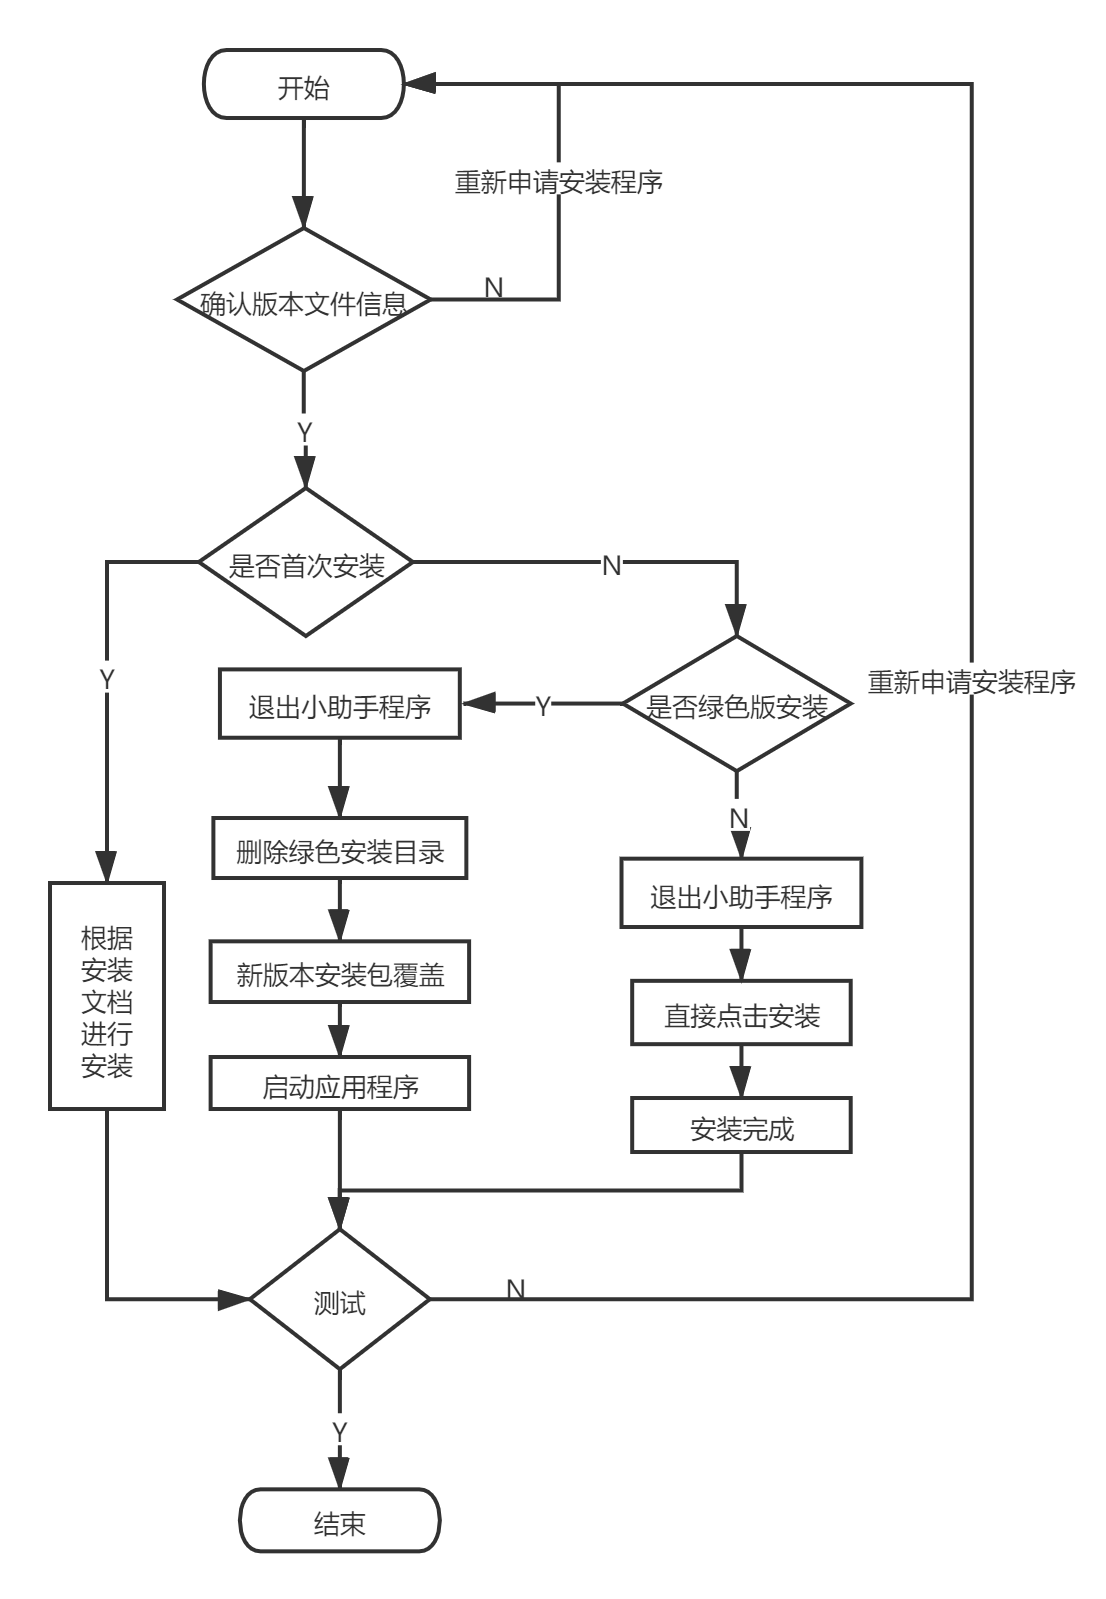 开始
重新申请安装程序
N
确认版本文件信息
Y
是否首次安装
N
Y
重新申请安装程序
退出小助手程序
Y
是否绿色版安装
N
删除绿色安装目录
退出小助手程序
根据
安装
文档
进行
安装
新版本安装包覆盖
直接点击安装
启动应用程序
安装完成
测试
N
Y
结束